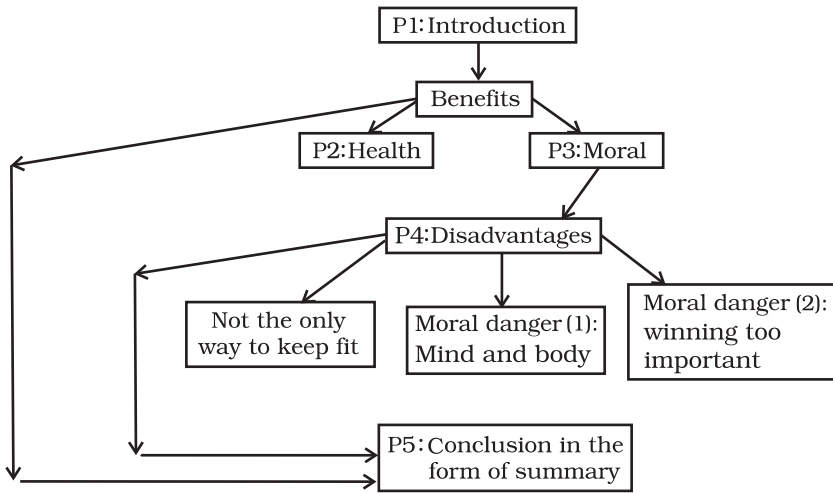 P1:Introduction
Benefits
P2:Health
P3:Moral
P4:Disadvantages
Not the only
way to keep fit
Moral danger (1):
Mind and body
Moral danger (2):
winning too
important
P5:Conclusion in the
form of summary